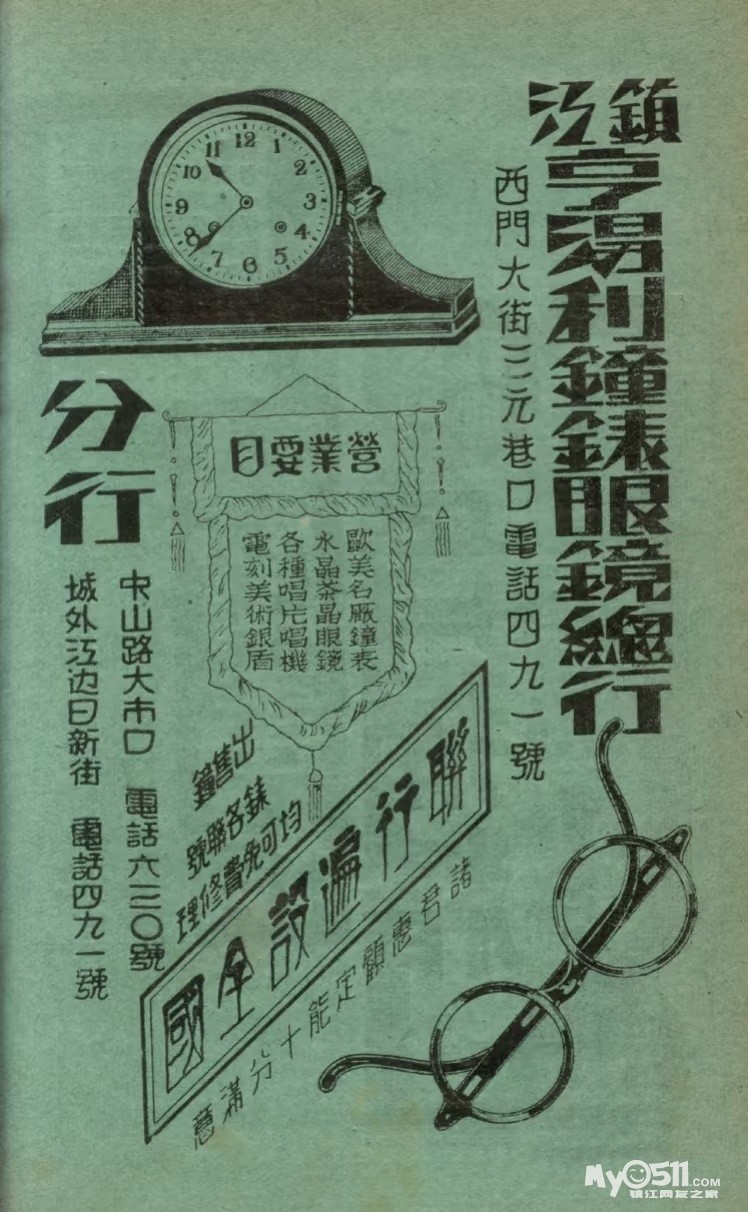 鎮江
亨湯利鐘錶眼鏡總行
西門大街三元巷口電話四九一號
12
1
2
3
4
5
6
7
8
9
10
11
營業要目
歐美名廠鐘表
水晶茶晶眼鏡
各種唱片唱機
電刻美術銀盾
分行
中山路大市口 電話六二〇號
城外江边日新街 電話四九一號
出售鐘
錶各聯號
均可免費修理
聯行遍設全國
諸君惠顧定能十分滿意
My0511.COM
镇江网友之家